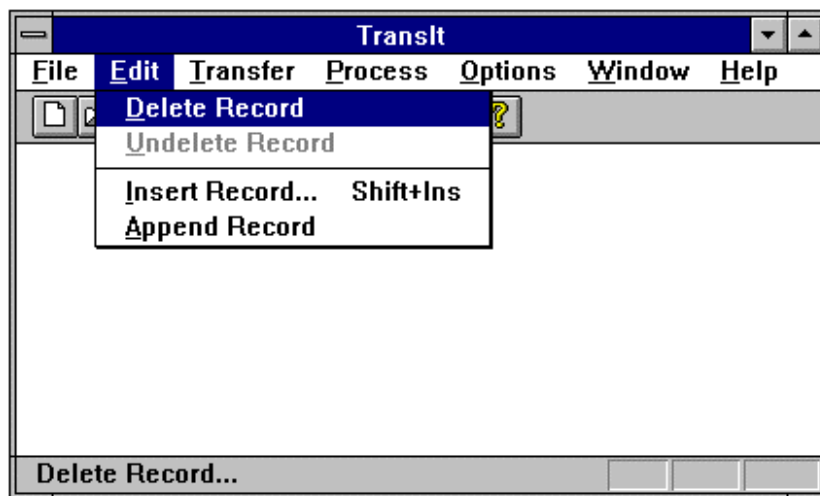 TransIt
File Edit Transfer Process Options Window Help
Delete Record
Undelete Record
Insert Record... Shift+Ins
Append Record
?
Delete Record...